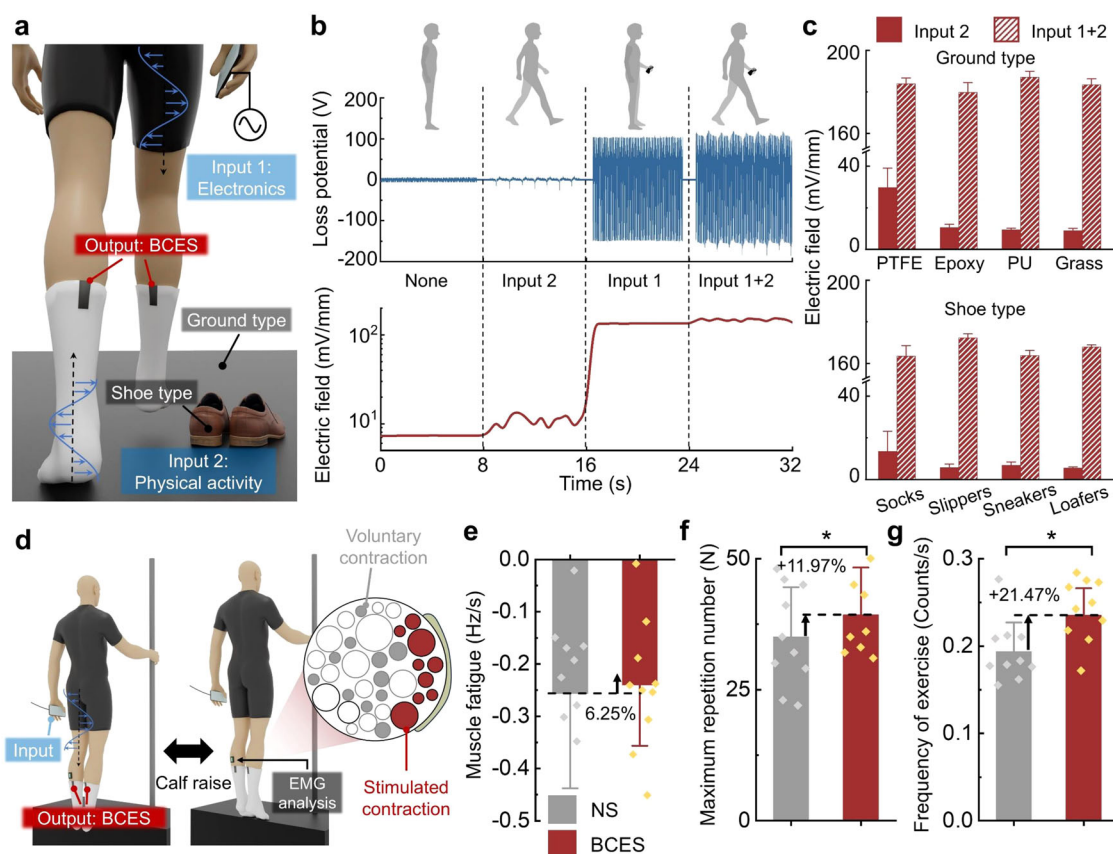 a
Input 1:
Electronics
Output: BCES
Ground type
Shoe type
Input 2:
Physical activity
b
Loss potential (V)
200
100
0
-100
-200
None
Input 2
Input 1
Input 1+2
Electric field (mV/mm)
10²
10¹
0
8
16
24
32
Time (s)
c
Input 2
Input 1+2
Electric field (mV/mm)
200
Ground type
180
160
40
0
PTFE
Epoxy
PU
Grass
200
Shoe type
180
160
40
0
Socks
Slippers
Sneakers
Loafers
d
Voluntary
contraction
Input
Calf raise
EMG
analysis
Output: BCES
Stimulated
contraction
e
Muscle fatigue (Hz/s)
0.0
-0.1
-0.2
-0.3
-0.4
-0.5
6.25%
NS
BCES
f
Maximum repetition number (N)
50
25
0
*
+11.97%
g
Frequency of exercise (Counts/s)
0.3
0.2
0.1
0.0
*
+21.47%